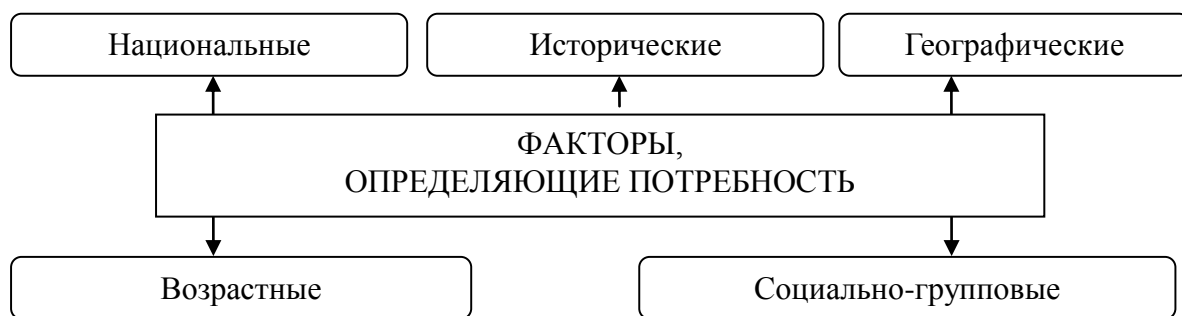 Национальные
Исторические
Географические
ФАКТОРЫ,
ОПРЕДЕЛЯЮЩИЕ ПОТРЕБНОСТЬ
Возрастные
Социально-групповые